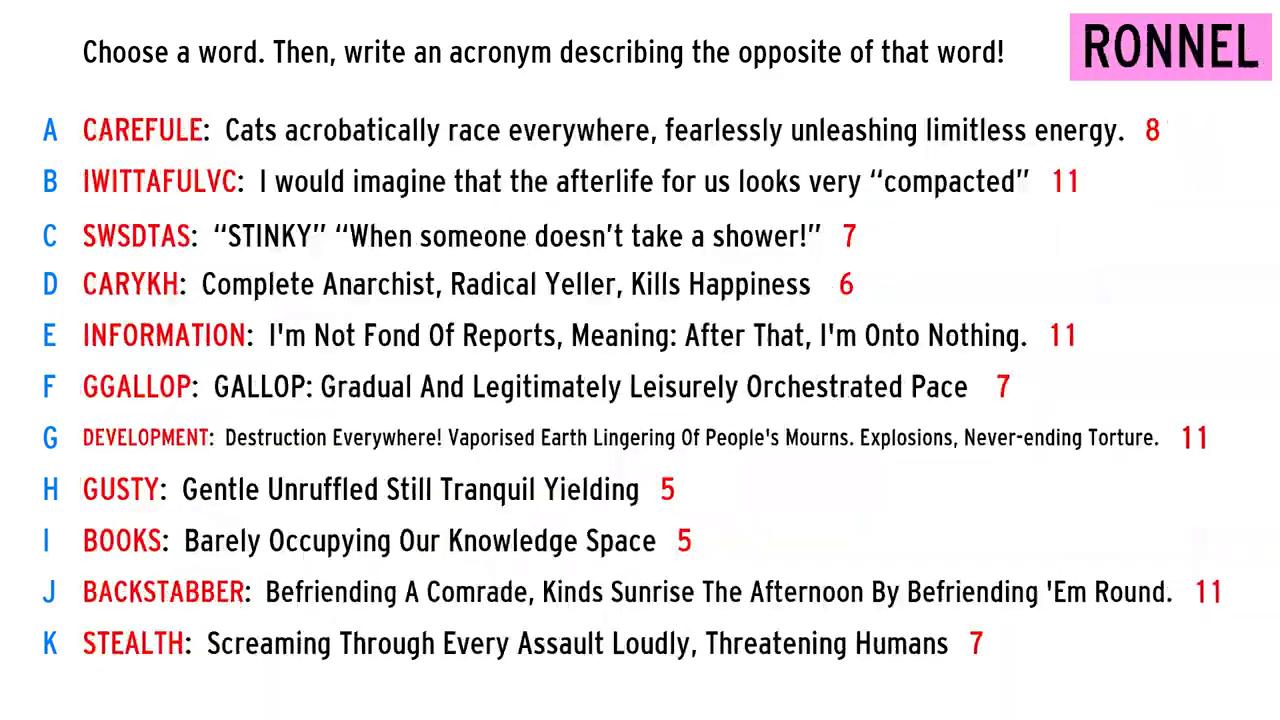 Choose a word. Then, write an acronym describing the opposite of that word!
RONNEL
A CAREFULE: Cats acrobatically race everywhere, fearlessly unleashing limitless energy. 8
B IWITTAFULVC: I would imagine that the afterlife for us looks very “compacted” 11
C SWSDTAS: “STINKY” “When someone doesn’t take a shower!” 7
D CARYKH: Complete Anarchist, Radical Yeller, Kills Happiness 6
E INFORMATION: I'm Not Fond Of Reports, Meaning: After That, I'm Onto Nothing. 11
F GGALLOP: GALLOP: Gradual And Legitimately Leisurely Orchestrated Pace 7
G DEVELOPMENT: Destruction Everywhere! Vaporised Earth Lingering Of People's Mourns. Explosions, Never-ending Torture. 11
H GUSTY: Gentle Unruffled Still Tranquil Yielding 5
I BOOKS: Barely Occupying Our Knowledge Space 5
J BACKSTABBER: Befriending A Comrade, Kinds Sunrise The Afternoon By Befriending 'Em Round. 11
K STEALTH: Screaming Through Every Assault Loudly, Threatening Humans 7